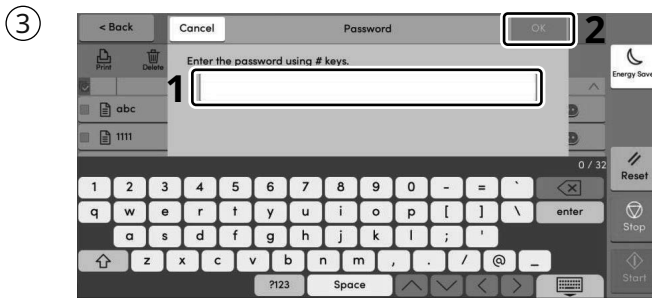 3
< Back
Cancel
Password
OK
2
Print
Delete
Enter the password using # keys.
1
Energy Save
abc
1111
0 / 32
Reset
1 2 3 4 5 6 7 8 9 0 - = `
q w e r t y u i o p [ ] \ enter
Stop
a s d f g h j k l ; '
z x c v b n m , . / @ _
Start
?123 Space